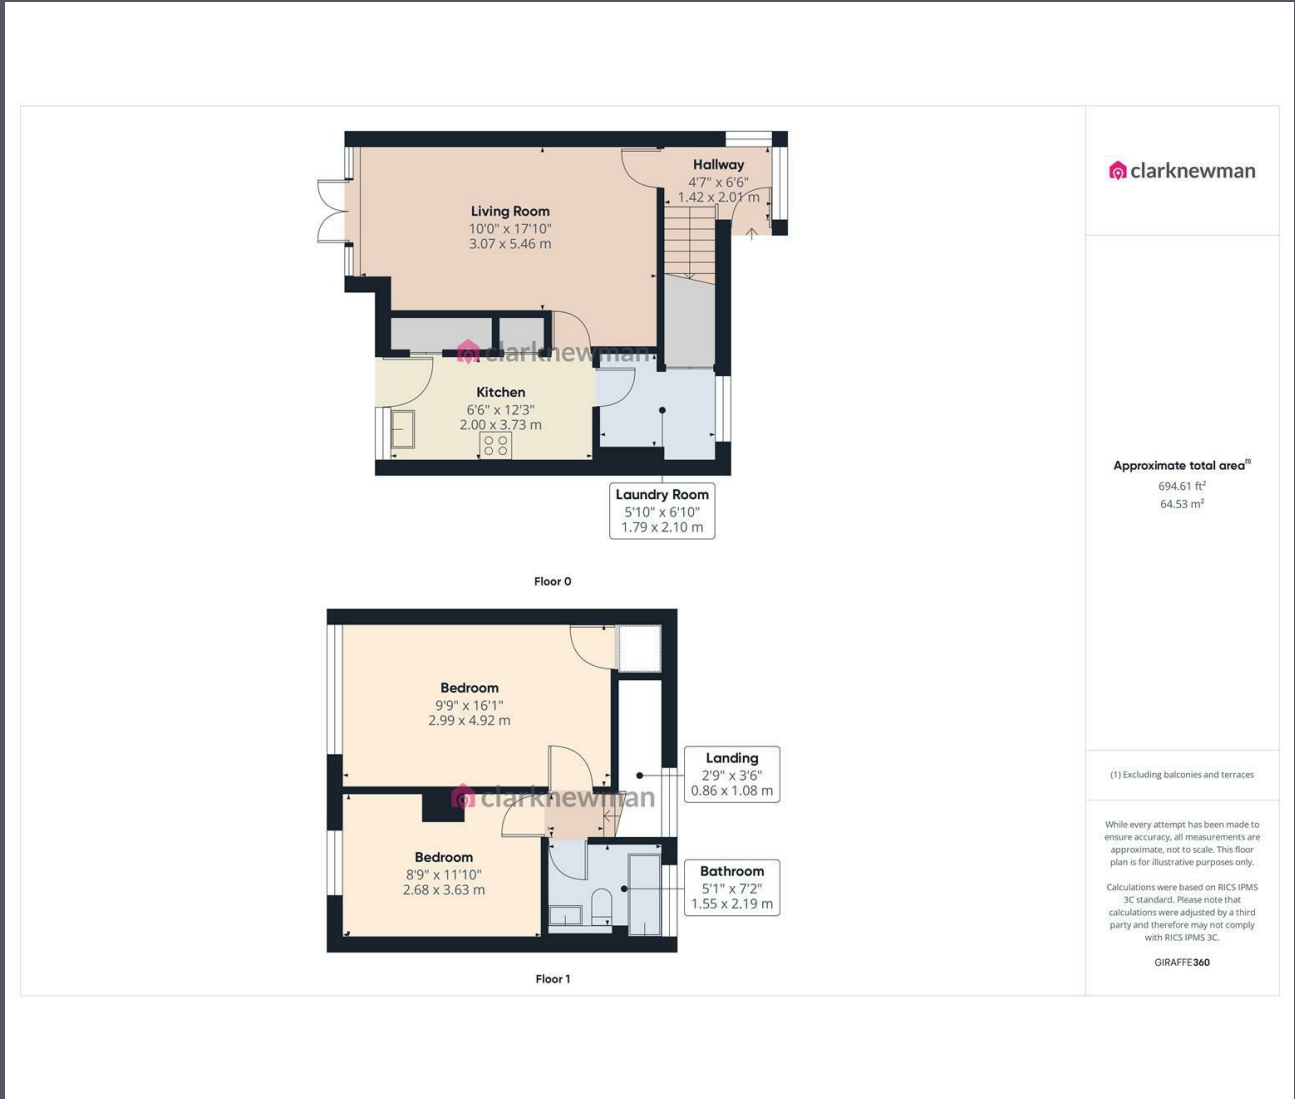 Hallway
4'7" x 6'6"
1.42 x 2.01 m
Living Room
10'0" x 17'10"
3.07 x 5.46 m
clarknewman
Kitchen
6'6" x 12'3"
2.00 x 3.73 m
Laundry Room
5'10" x 6'10"
1.79 x 2.10 m
Floor 0
Bedroom
9'9" x 16'1"
2.99 x 4.92 m
Landing
2'9" x 3'6"
0.86 x 1.08 m
clarknewman
Bedroom
8'9" x 11'10"
2.68 x 3.63 m
Bathroom
5'1" x 7'2"
1.55 x 2.19 m
Floor 1
clarknewman
Approximate total area(1)
694.61 ft²
64.53 m²
(1) Excluding balconies and terraces
While every attempt has been made to
ensure accuracy, all measurements are
approximate, not to scale. This floor
plan is for illustrative purposes only.
Calculations were based on RICS IPMS
3C standard. Please note that
calculations were adjusted by a third
party and therefore may not comply
with RICS IPMS 3C.
GIRAFFE360